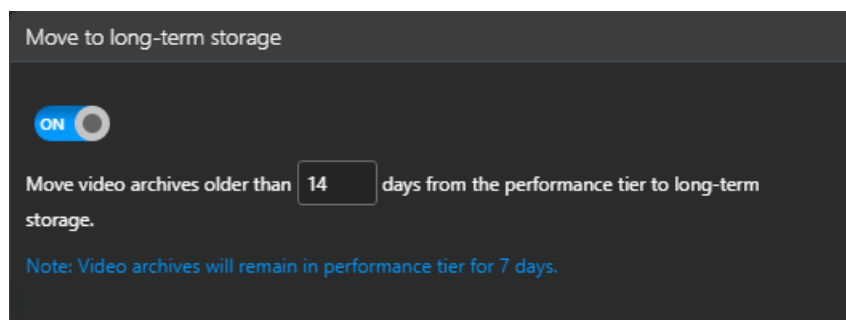 Move to long-term storage
ON
Move video archives older than 14 days from the performance tier to long-term
storage.
Note: Video archives will remain in performance tier for 7 days.